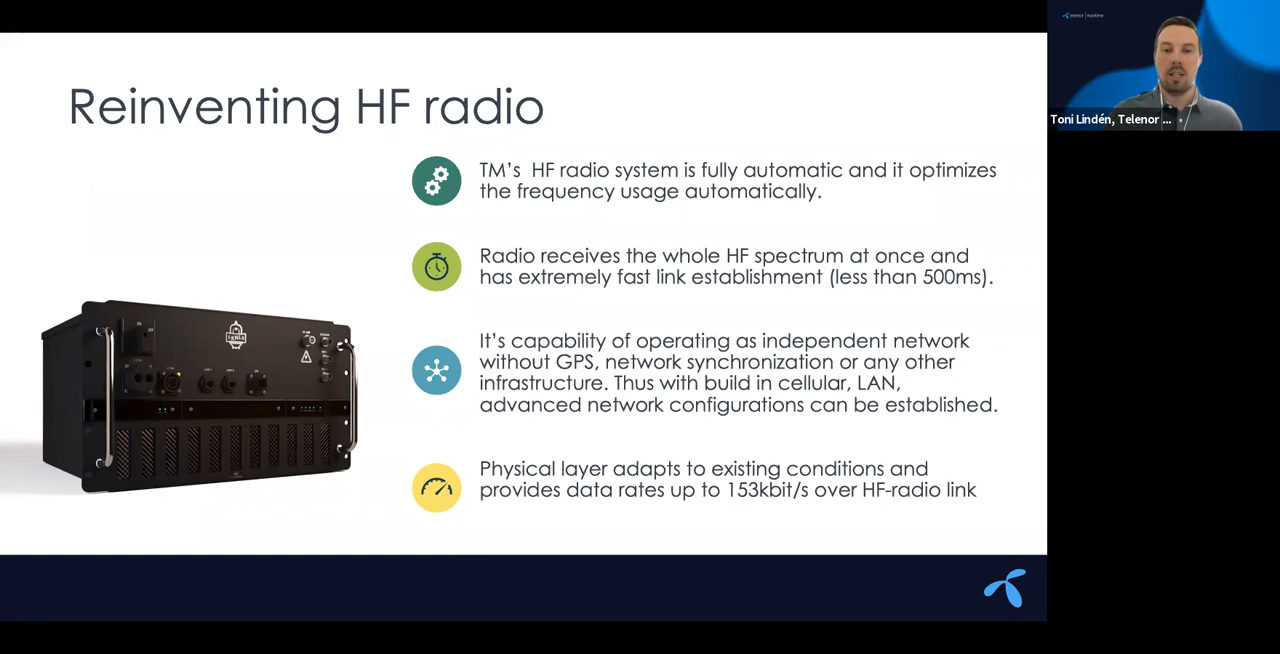 Reinventing HF radio
TM's HF radio system is fully automatic and it optimizes
the frequency usage automatically.
Radio receives the whole HF spectrum at once and
has extremely fast link establishment (less than 500ms).
It's capability of operating as independent network
without GPS, network synchronization or any other
infrastructure. Thus with build in cellular, LAN,
advanced network configurations can be established.
Physical layer adapts to existing conditions and
provides data rates up to 153kbit/s over HF-radio link
telenor | maritime
Toni Lindén, Telenor ...